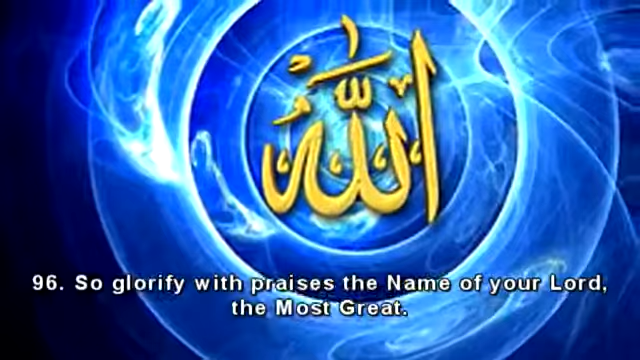 الله
96. So glorify with praises the Name of your Lord,
the Most Great.